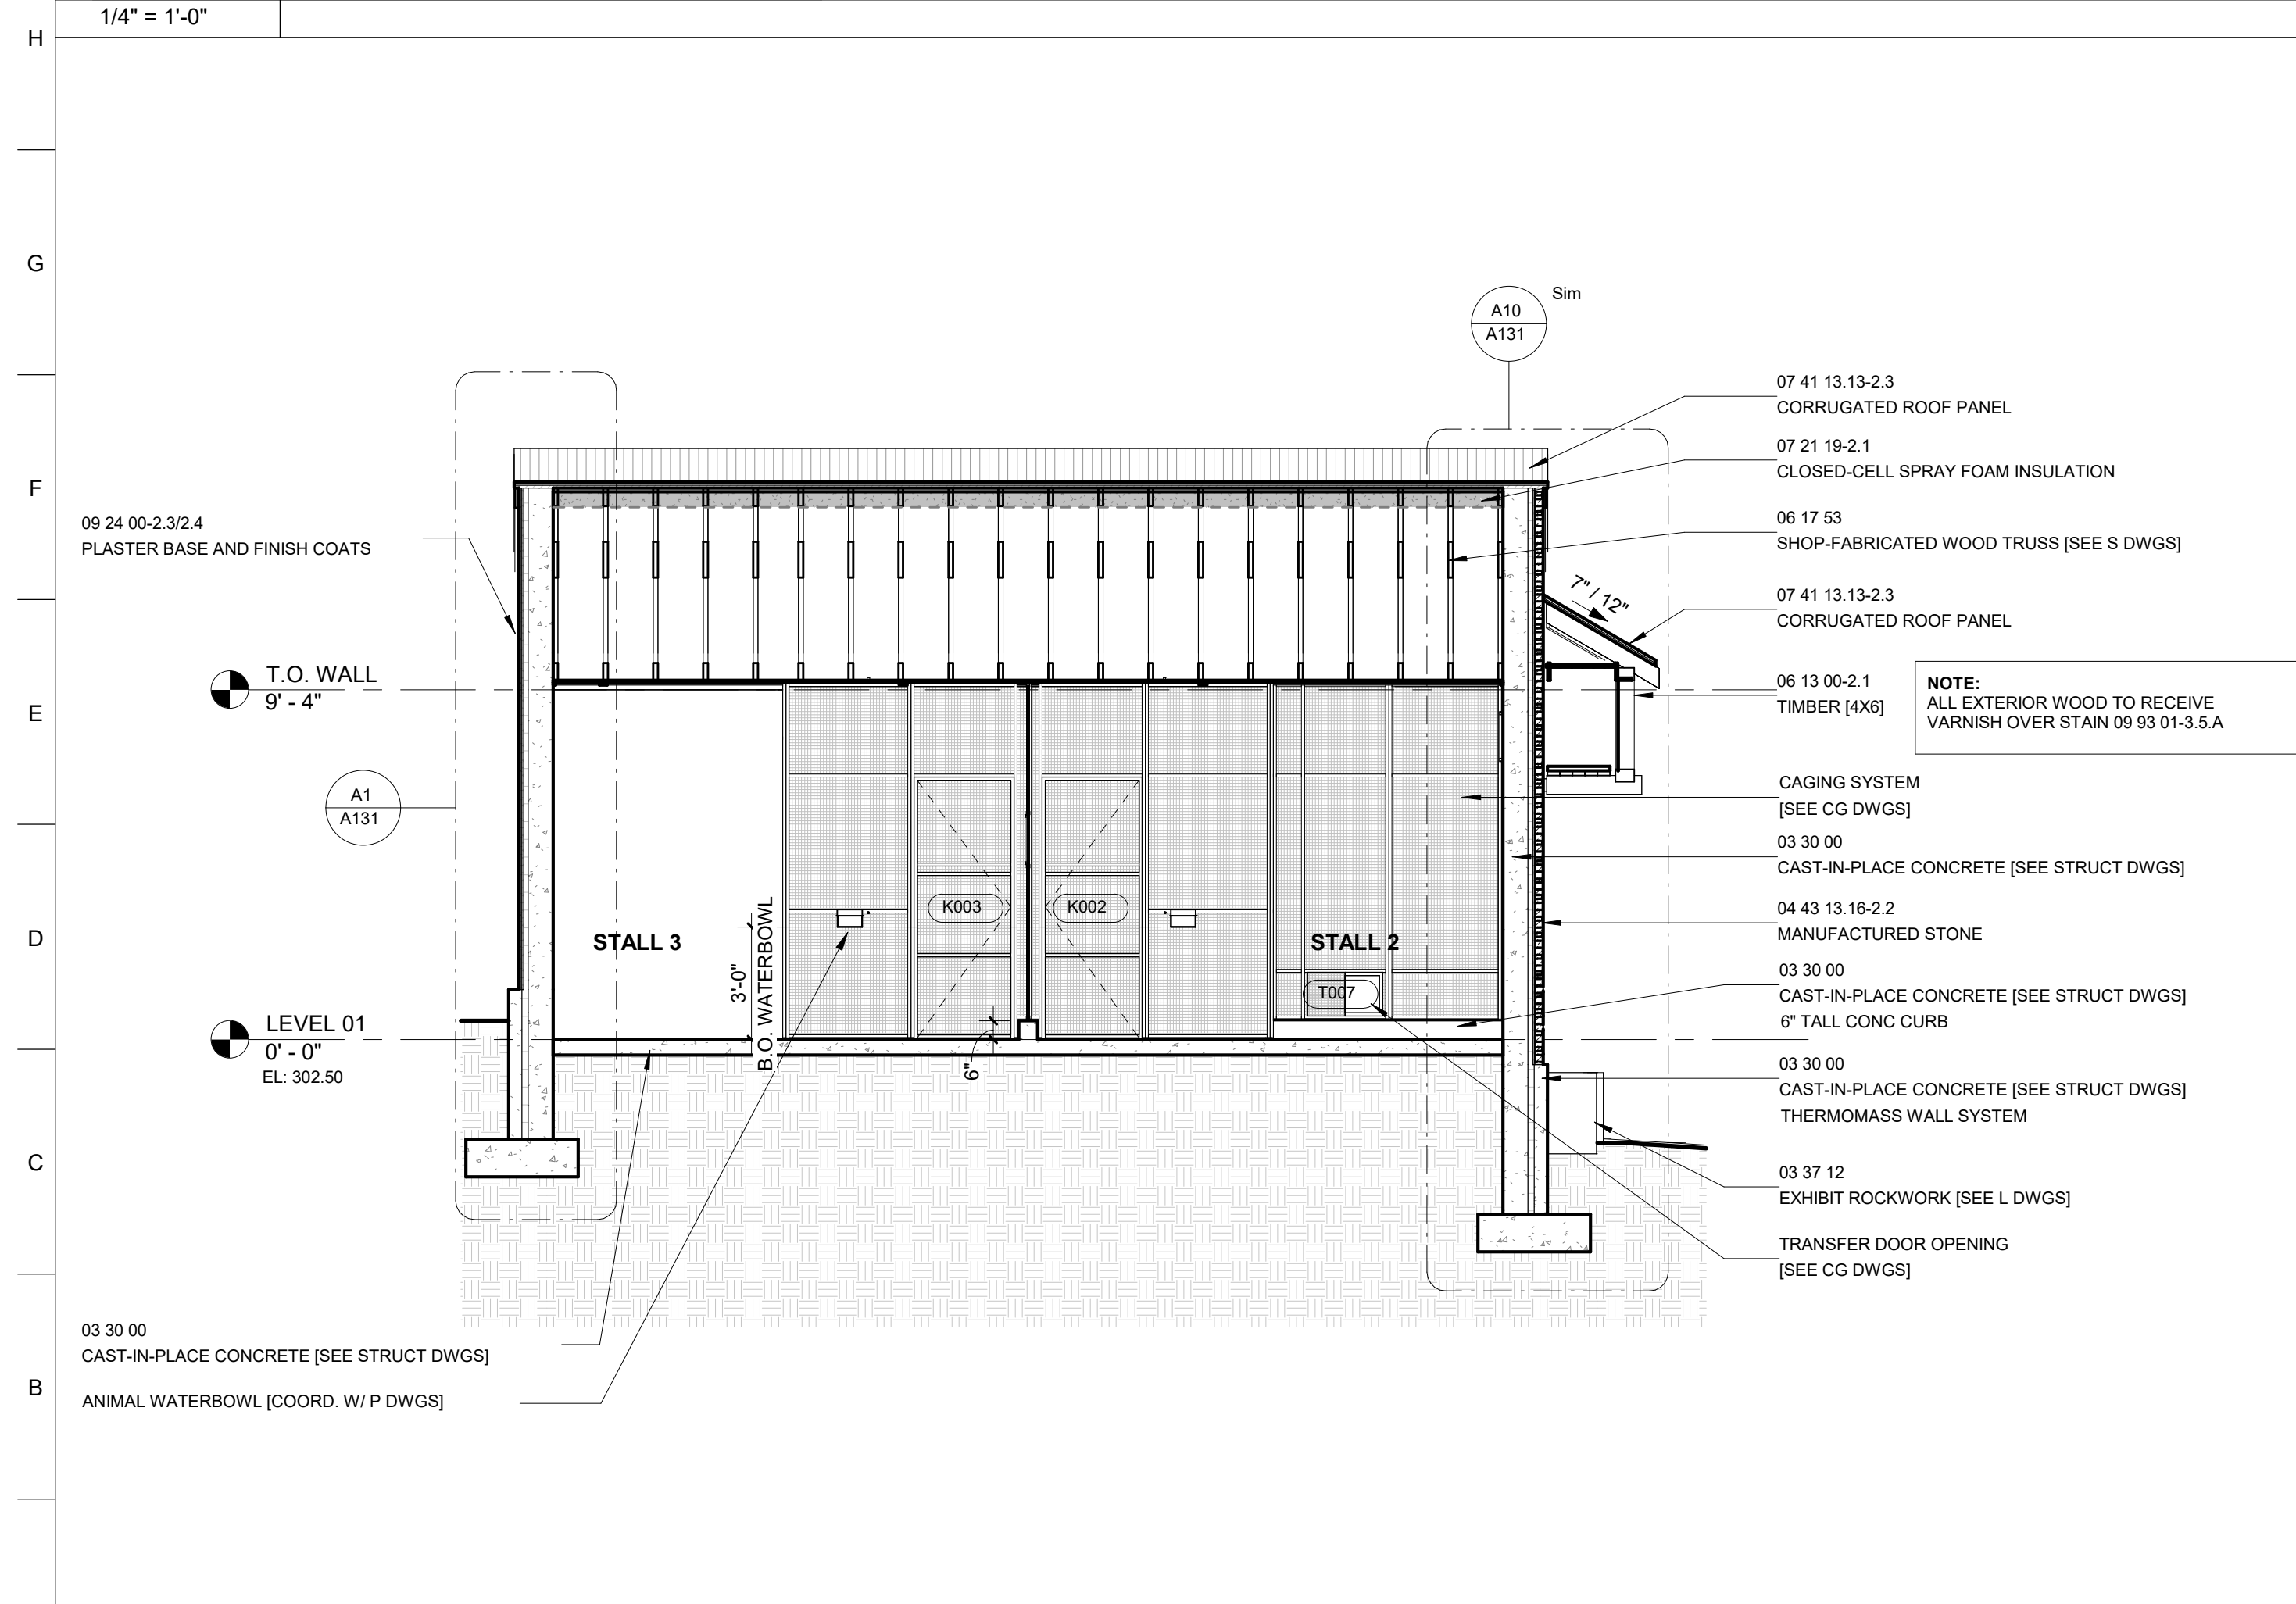 1/4" = 1'-0"
H
G
F
E
D
C
B
A10
A131
Sim
07 41 13.13-2.3
CORRUGATED ROOF PANEL
07 21 19-2.1
CLOSED-CELL SPRAY FOAM INSULATION
06 17 53
SHOP-FABRICATED WOOD TRUSS [SEE S DWGS]
7" / 12"
07 41 13.13-2.3
CORRUGATED ROOF PANEL
06 13 00-2.1
TIMBER [4X6]
NOTE:
ALL EXTERIOR WOOD TO RECEIVE
VARNISH OVER STAIN 09 93 01-3.5.A
CAGING SYSTEM
[SEE CG DWGS]
03 30 00
CAST-IN-PLACE CONCRETE [SEE STRUCT DWGS]
04 43 13.16-2.2
MANUFACTURED STONE
03 30 00
CAST-IN-PLACE CONCRETE [SEE STRUCT DWGS]
6" TALL CONC CURB
03 30 00
CAST-IN-PLACE CONCRETE [SEE STRUCT DWGS]
THERMOMASS WALL SYSTEM
03 37 12
EXHIBIT ROCKWORK [SEE L DWGS]
TRANSFER DOOR OPENING
[SEE CG DWGS]
09 24 00-2.3/2.4
PLASTER BASE AND FINISH COATS
T.O. WALL
9' - 4"
A1
A131
LEVEL 01
0' - 0"
EL: 302.50
STALL 3
3'-0"
B.O. WATERBOWL
K003
K002
STALL 2
T007
6"
03 30 00
CAST-IN-PLACE CONCRETE [SEE STRUCT DWGS]
ANIMAL WATERBOWL [COORD. W/ P DWGS]